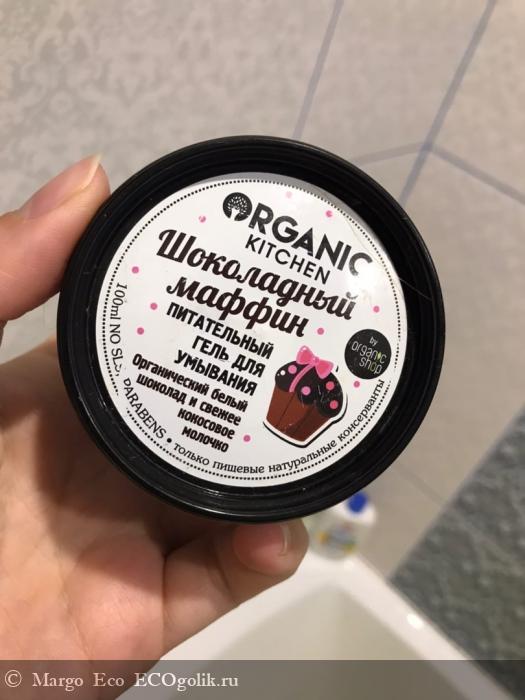 ORGANIC
KITCHEN
Шоколадный
маффин
ПИТАТЕЛЬНЫЙ
ГЕЛЬ ДЛЯ
УМЫВАНИЯ
Органический белый
шоколад и свежее
кокосовое
молочко
by
organic
shop
100ml NO PARABENS • только пищевые натуральные консерванты
© Margo Eco ECOgolik.ru